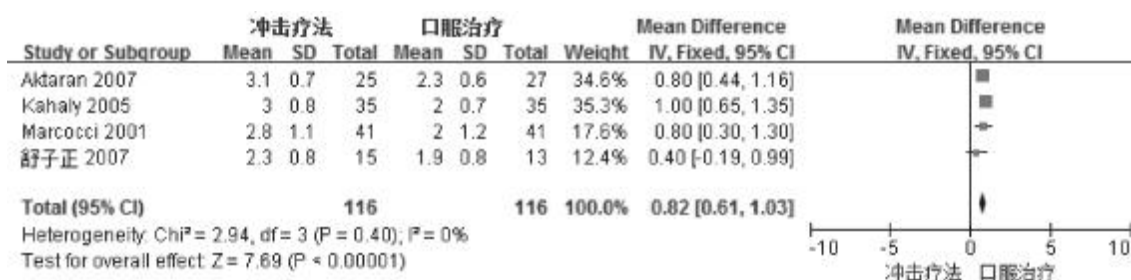 冲击疗法 口服治疗 Mean Difference Mean Difference
Study or Subgroup Mean SD Total Mean SD Total Weight IV, Fixed, 95% CI IV, Fixed, 95% CI
Aktaran 2007 3.1 0.7 25 2.3 0.6 27 34.6% 0.80 [0.44, 1.16]
Kahaly 2005 3 0.8 35 2 0.7 35 35.3% 1.00 [0.65, 1.35]
Marcocci 2001 2.8 1.1 41 2 1.2 41 17.6% 0.80 [0.30, 1.30]
舒子正 2007 2.3 0.8 15 1.9 0.8 13 12.4% 0.40 [-0.19, 0.99]
Total (95% CI) 116 116 100.0% 0.82 [0.61, 1.03]
Heterogeneity: Chi² = 2.94, df = 3 (P = 0.40); I² = 0%
Test for overall effect: Z = 7.69 (P < 0.00001)
-10 -5 0 5 10
冲击疗法 口服治疗